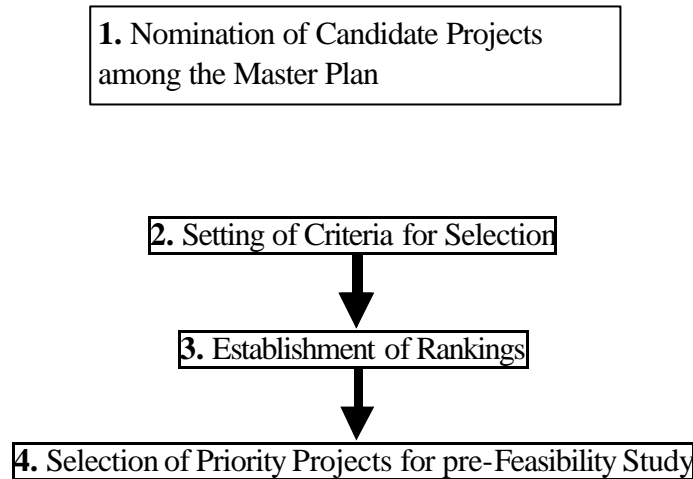 1. Nomination of Candidate Projects
among the Master Plan
2. Setting of Criteria for Selection
3. Establishment of Rankings
4. Selection of Priority Projects for pre-Feasibility Study